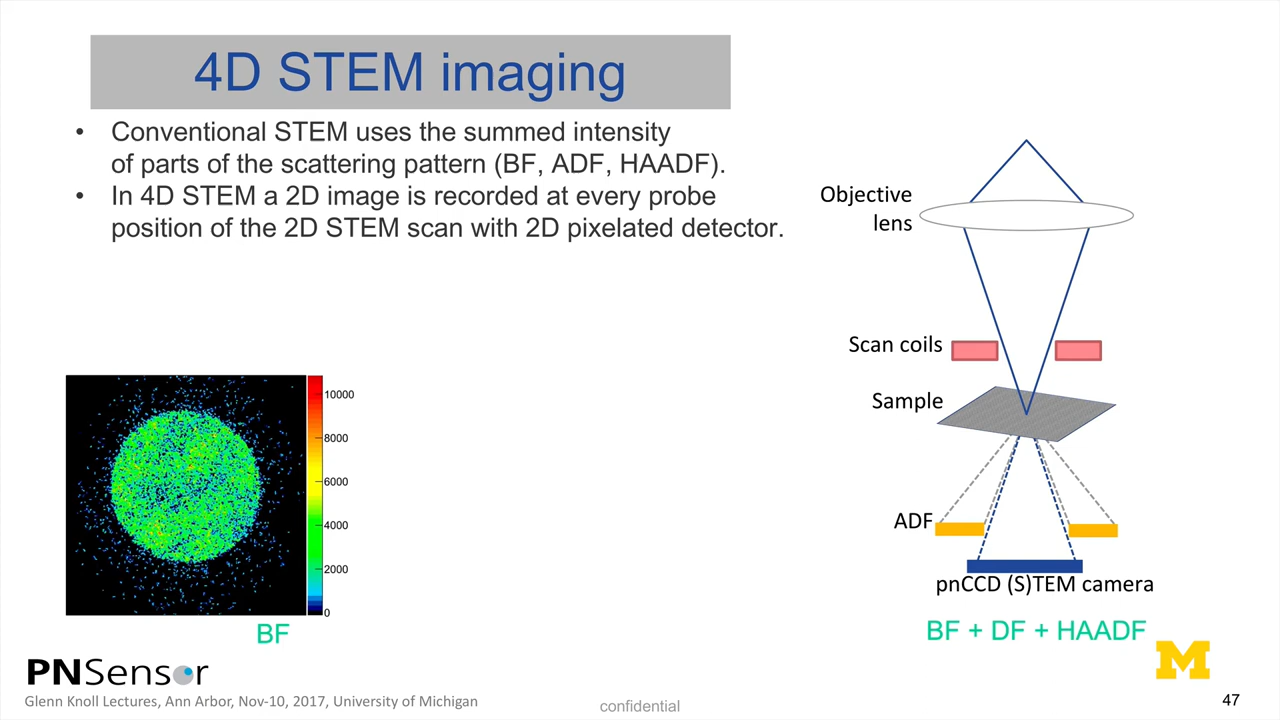 4D STEM imaging
• Conventional STEM uses the summed intensity
of parts of the scattering pattern (BF, ADF, HAADF).
• In 4D STEM a 2D image is recorded at every probe
position of the 2D STEM scan with 2D pixelated detector.
Objective
lens
Scan coils
Sample
ADF
pnCCD (S)TEM camera
BF + DF + HAADF
10000
8000
6000
4000
2000
0
BF
PNSensor
M
Glenn Knoll Lectures, Ann Arbor, Nov-10, 2017, University of Michigan
confidential
47